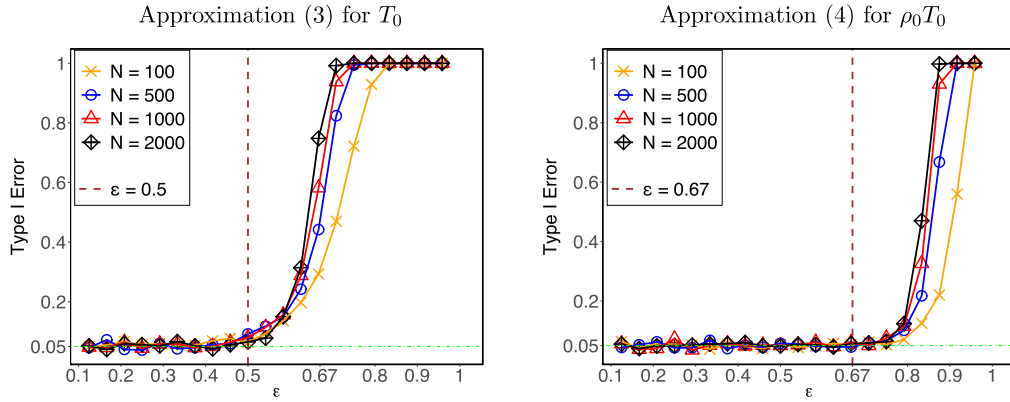 Approximation (3) for T₀
Type I Error
1
0.8
0.6
0.4
0.2
0.05
N = 100
N = 500
N = 1000
N = 2000
ε = 0.5
0.1 0.2 0.3 0.4 0.5 0.67 0.8 0.9 1
ε
Approximation (4) for ρ₀T₀
Type I Error
1
0.8
0.6
0.4
0.2
0.05
N = 100
N = 500
N = 1000
N = 2000
ε = 0.67
0.1 0.2 0.3 0.4 0.5 0.67 0.8 0.9 1
ε